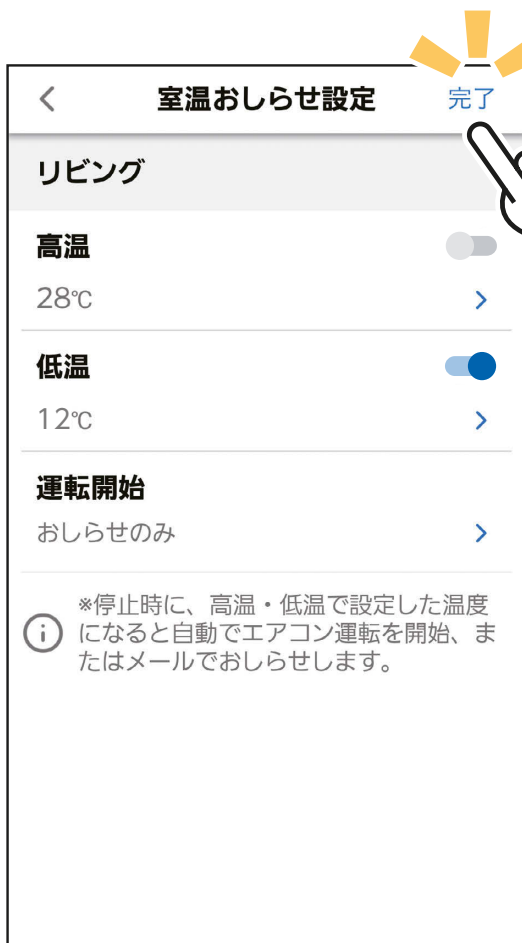 室温おしらせ設定 完了
リビング
高温
28℃
低温
12℃
運転開始
おしらせのみ
※停止時に、高温・低温で設定した温度
になると自動でエアコン運転を開始、ま
たはメールでおしらせします。